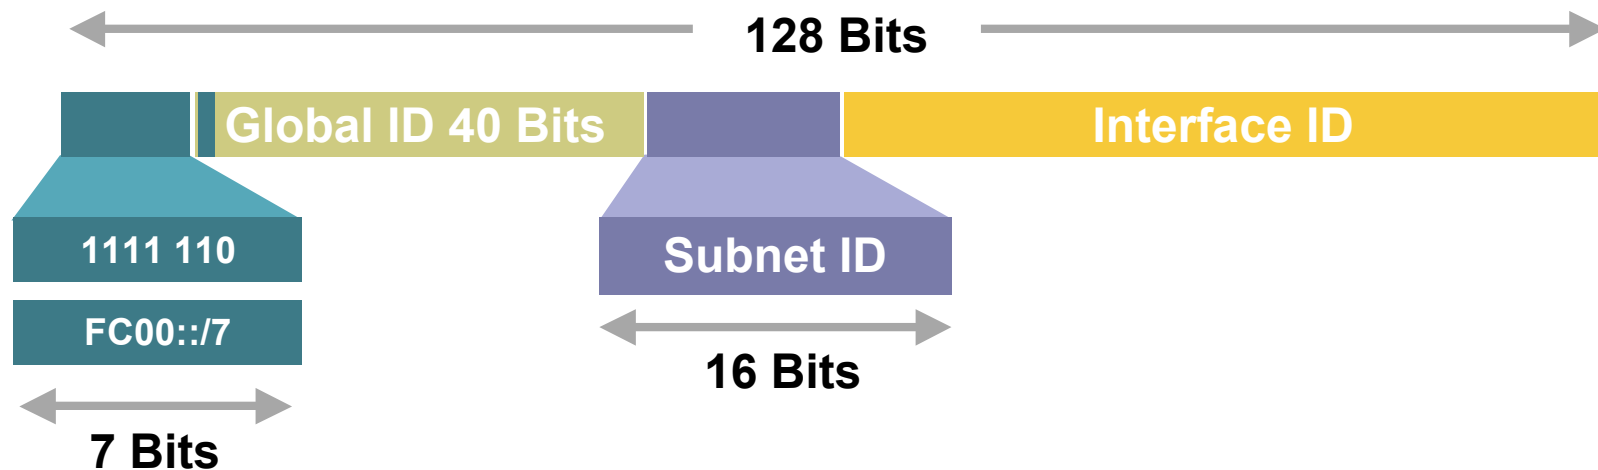 128 Bits
Global ID 40 Bits
Interface ID
1111 110
Subnet ID
FC00::/7
16 Bits
7 Bits